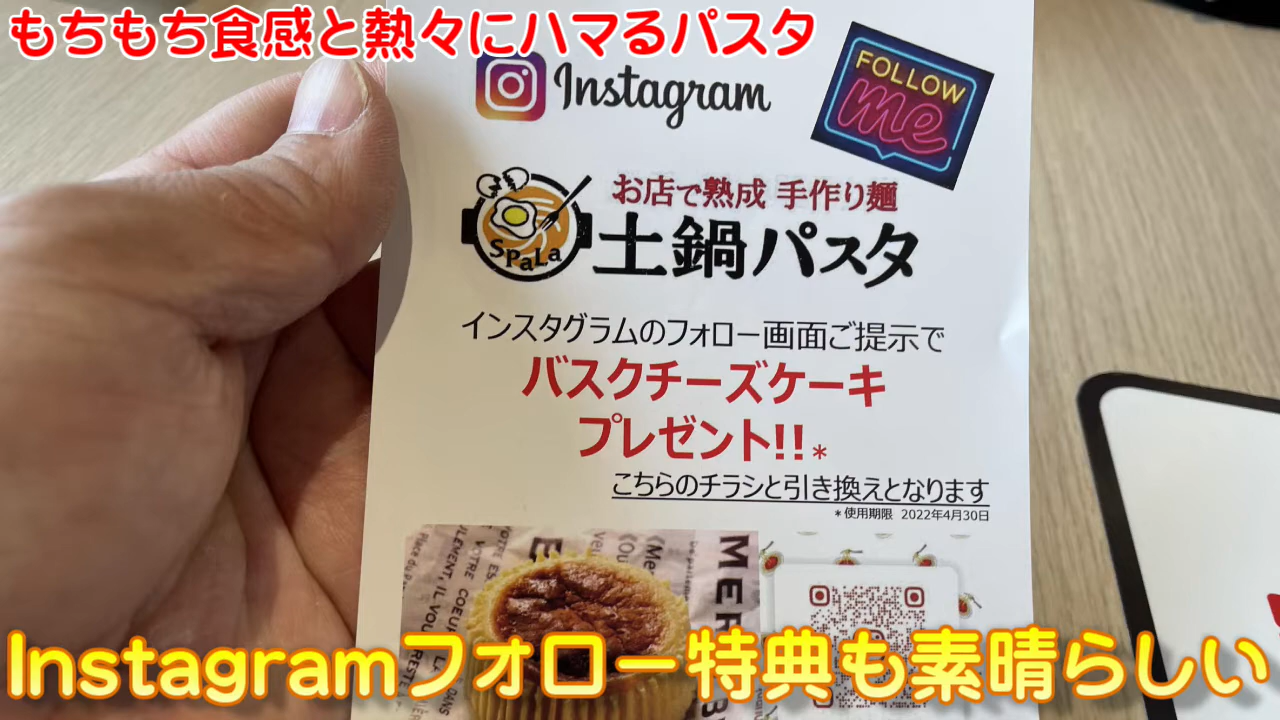 もちもち食感と熱々にハマるパスタ
Instagram
FOLLOW
me
お店で熟成 手作り麺
SPaLa
土鍋パスタ
インスタグラムのフォロー画面ご提示で
バスクチーズケーキ
プレゼント!!*
こちらのチラシと引き換えとなります
*使用期限 2022年4月30日
VOTRE
COEUR
Instagramフォロー特典も素晴らしい